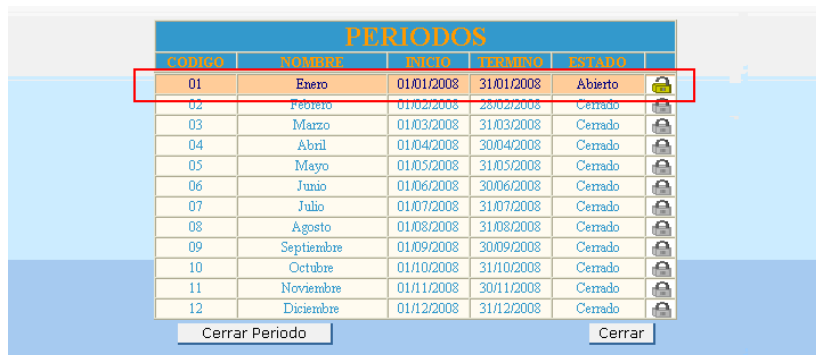 PERIODOS
CODIGO NOMBRE INICIO TERMINO ESTADO
01 Enero 01/01/2008 31/01/2008 Abierto
02 Febrero 01/02/2008 28/02/2008 Cerrado
03 Marzo 01/03/2008 31/03/2008 Cerrado
04 Abril 01/04/2008 30/04/2008 Cerrado
05 Mayo 01/05/2008 31/05/2008 Cerrado
06 Junio 01/06/2008 30/06/2008 Cerrado
07 Julio 01/07/2008 31/07/2008 Cerrado
08 Agosto 01/08/2008 31/08/2008 Cerrado
09 Septiembre 01/09/2008 30/09/2008 Cerrado
10 Octubre 01/10/2008 31/10/2008 Cerrado
11 Noviembre 01/11/2008 30/11/2008 Cerrado
12 Diciembre 01/12/2008 31/12/2008 Cerrado
Cerrar Periodo Cerrar